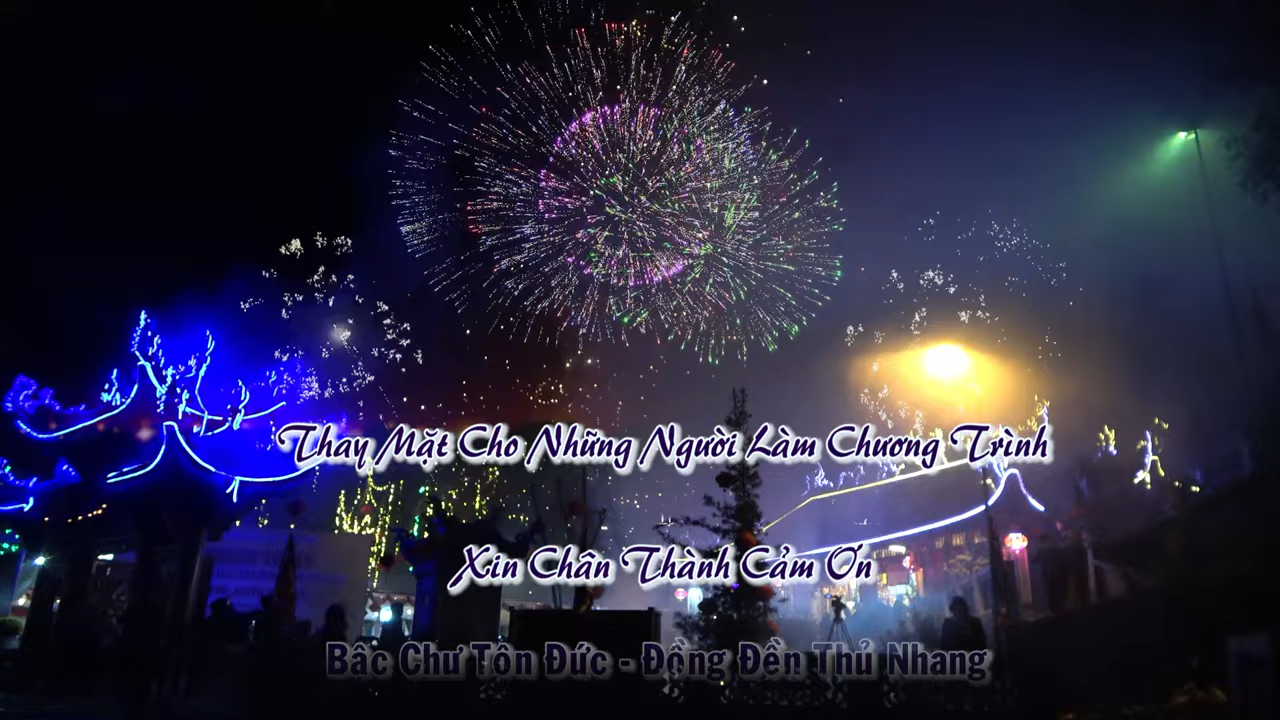 Thay Mặt Cho Những Người Làm Chương Trình
Xin Chân Thành Cảm Ơn
Bậc Chư Tôn Đức - Đồng Đền Thủ Nhang